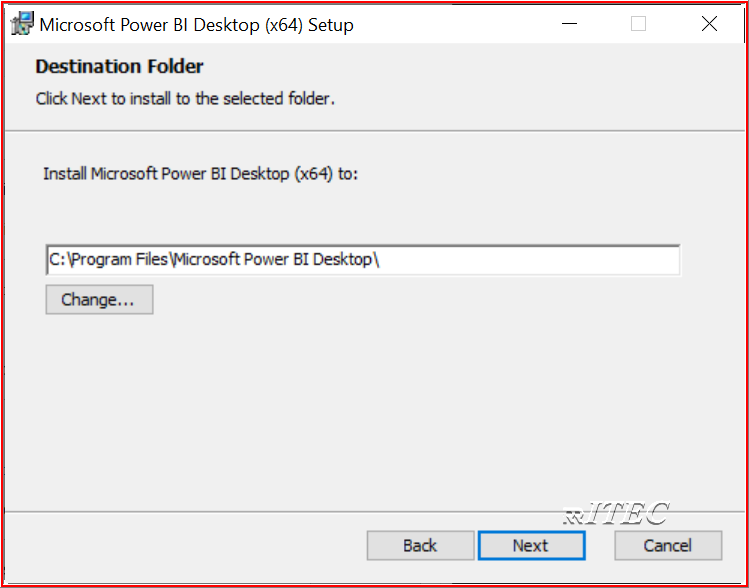 Microsoft Power BI Desktop (x64) Setup
Destination Folder
Click Next to install to the selected folder.
Install Microsoft Power BI Desktop (x64) to:
C:\Program Files\Microsoft Power BI Desktop\
Change...
ITEC
Back Next Cancel